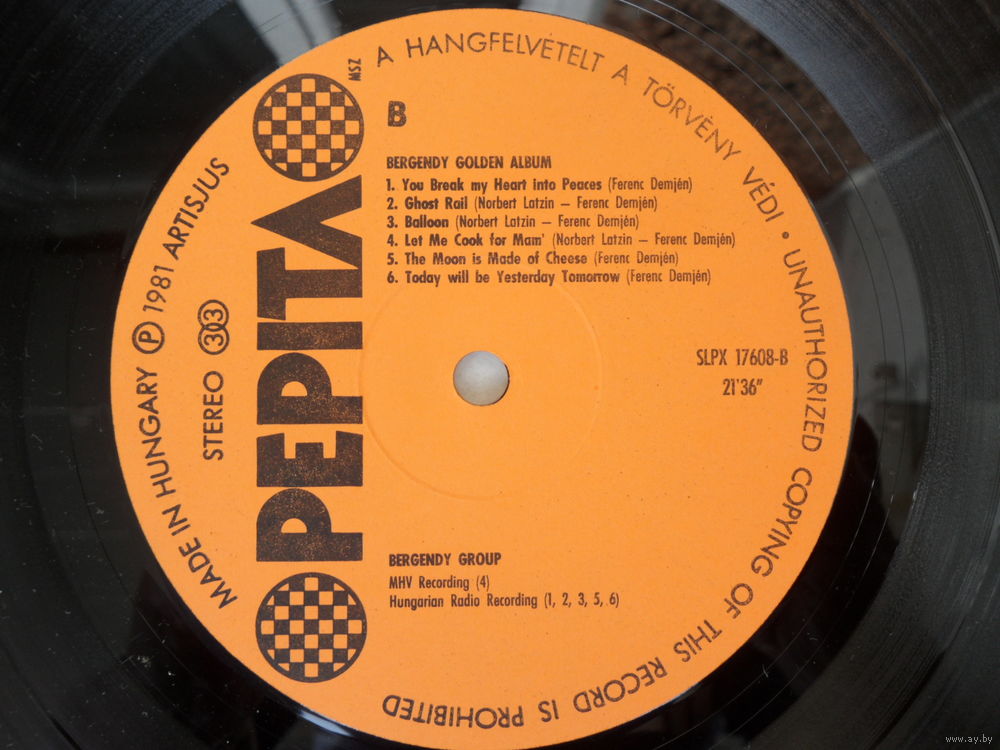 A HANGFELVÉTELT A TÖRVÉNY VÉDI • UNAUTHORIZED COPYING OF THIS RECORD IS PROHIBITED
MADE IN HUNGARY Ⓟ 1981 ARTISJUS
STEREO 33
PEPITA
MSZ
B
BERGENDY GOLDEN ALBUM
1. You Break my Heart into Peaces (Ferenc Demjén)
2. Ghost Rail (Norbert Latzin – Ferenc Demjén)
3. Balloon (Norbert Latzin – Ferenc Demjén)
4. Let Me Cook for Mam' (Norbert Latzin – Ferenc Demjén)
5. The Moon is Made of Cheese (Ferenc Demjén)
6. Today will be Yesterday Tomorrow (Ferenc Demjén)
SLPX 17608-B
21'36"
BERGENDY GROUP
MHV Recording (4)
Hungarian Radio Recording (1, 2, 3, 5, 6)
www.ay.by